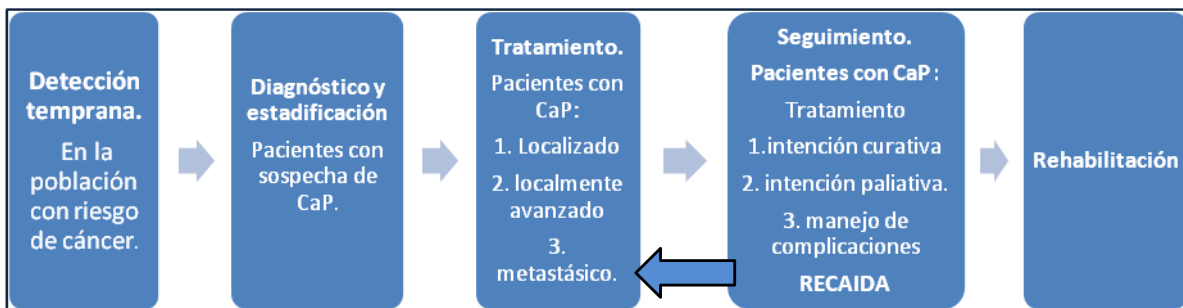 Detección
temprana.
En la
población
con riesgo
de cáncer.
Diagnóstico y
estadificación
Pacientes con
sospecha de
CaP.
Tratamiento.
Pacientes con
CaP:
1. Localizado
2. localmente
avanzado
3.
metastásico.
Seguimiento.
Pacientes con CaP :
Tratamiento
1.intención curativa
2. intención paliativa.
3. manejo de
complicaciones
RECAIDA
Rehabilitación